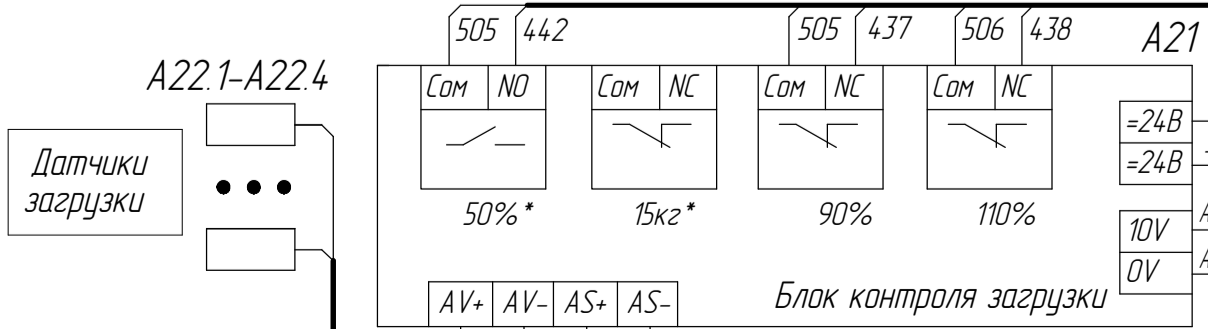 505 442 505 437 506 438 A21
A22.1-A22.4
Com NO Com NC Com NC Com NC
=24В
=24В
Датчики
загрузки
50%* 15кг* 90% 110%
10V
0V
AV+ AV- AS+ AS-
Блок контроля загрузки